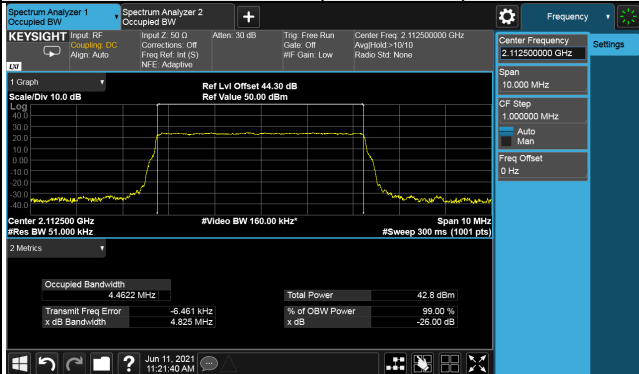 Spectrum Analyzer 1
Occupied BW
Spectrum Analyzer 2
Occupied BW
Frequency
KEYSIGHT
LXI
Input: RF
Coupling: DC
Align: Auto
Input Z: 50 Ω
Corrections: Off
Freq Ref: Int (S)
NFE: Adaptive
Atten: 30 dB
Trig: Free Run
Gate: Off
#IF Gain: Low
Center Freq: 2.112500000 GHz
Avg|Hold:>10/10
Radio Std: None
Center Frequency
2.112500000 GHz
Settings
Span
10.000 MHz
CF Step
1.000000 MHz
Auto
Man
Freq Offset
0 Hz
1 Graph
Scale/Div 10.0 dB
Ref Lvl Offset 44.30 dB
Ref Value 50.00 dBm
Log
40.0
30.0
20.0
10.0
0.00
-10.0
-20.0
-30.0
-40.0
Center 2.112500 GHz
#Res BW 51.000 kHz
#Video BW 160.00 kHz*
Span 10 MHz
#Sweep 300 ms (1001 pts)
2 Metrics
Occupied Bandwidth
4.4622 MHz
Total Power 42.8 dBm
Transmit Freq Error -6.461 kHz
% of OBW Power 99.00 %
x dB Bandwidth 4.825 MHz
x dB -26.00 dB
?
Jun 11, 2021
11:21:40 AM